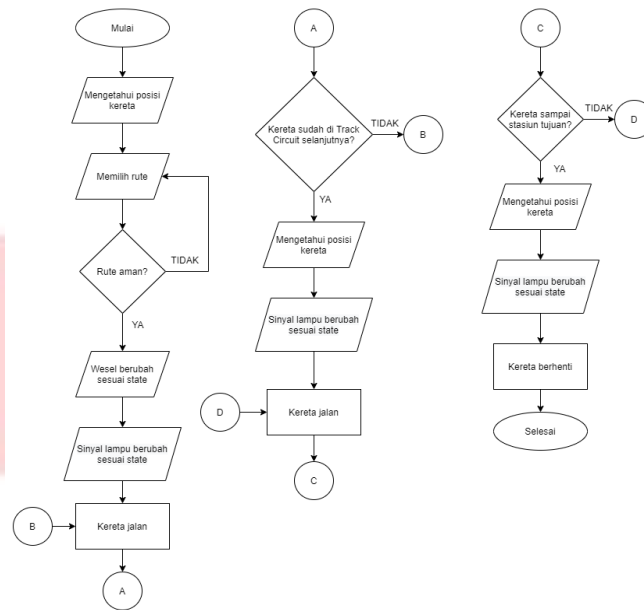 Mulai
Mengetahui posisi
kereta
Memilih rute
Rute aman?
TIDAK
YA
Wesel berubah
sesuai state
Sinyal lampu berubah
sesuai state
B
Kereta jalan
A
A
Kereta sudah di Track
Circuit selanjutnya?
TIDAK
B
YA
Mengetahui posisi
kereta
Sinyal lampu berubah
sesuai state
D
Kereta jalan
C
C
Kereta sampai
stasiun tujuan?
TIDAK
D
YA
Mengetahui posisi
kereta
Sinyal lampu berubah
sesuai state
Kereta berhenti
Selesai